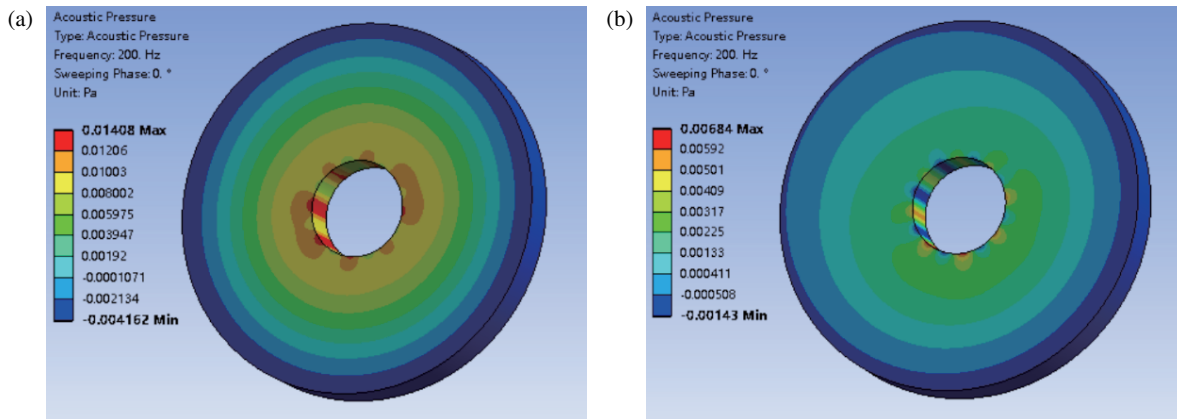 (a)
Acoustic Pressure
Type: Acoustic Pressure
Frequency: 200. Hz
Sweeping Phase: 0. °
Unit: Pa
0.01408 Max
0.01206
0.01003
0.008002
0.005975
0.003947
0.00192
-0.0001071
-0.002134
-0.004162 Min
(b)
Acoustic Pressure
Type: Acoustic Pressure
Frequency: 200. Hz
Sweeping Phase: 0. °
Unit: Pa
0.00684 Max
0.00592
0.00501
0.00409
0.00317
0.00225
0.00133
0.000411
-0.000508
-0.00143 Min